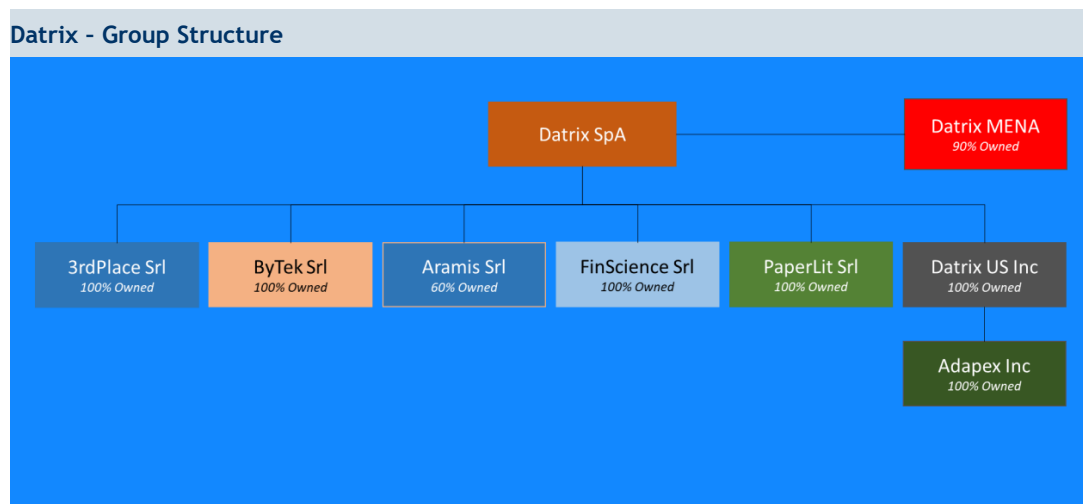 Datrix – Group Structure
Datrix SpA
Datrix MENA
90% Owned
3rdPlace Srl
100% Owned
ByTek Srl
100% Owned
Aramis Srl
60% Owned
FinScience Srl
100% Owned
PaperLit Srl
100% Owned
Datrix US Inc
100% Owned
Adapex Inc
100% Owned